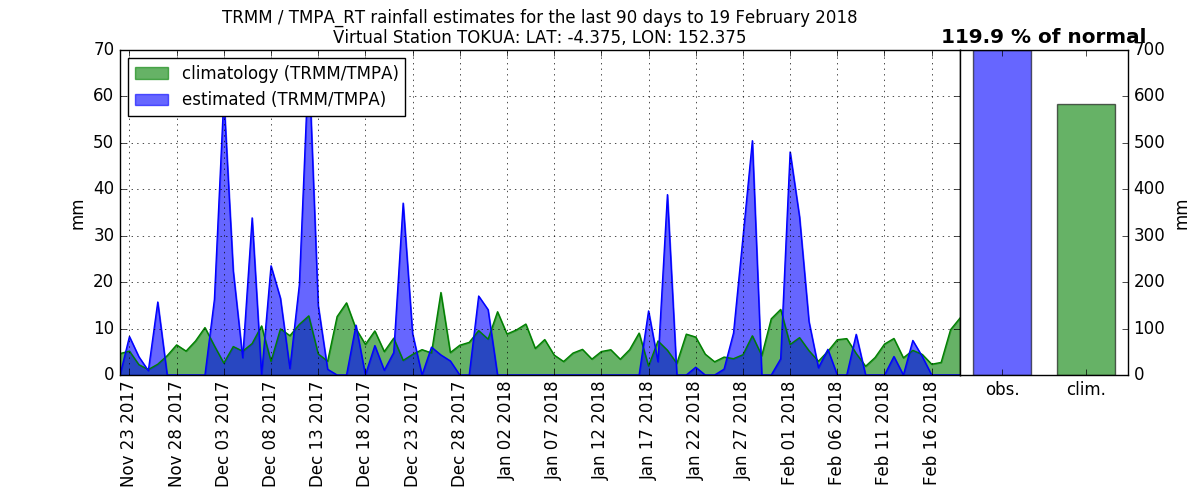 TRMM / TMPA_RT rainfall estimates for the last 90 days to 19 February 2018
Virtual Station TOKUA: LAT: -4.375, LON: 152.375
119.9 % of normal
climatology (TRMM/TMPA)
estimated (TRMM/TMPA)
mm
70
60
50
40
30
20
10
0
Nov 23 2017
Nov 28 2017
Dec 03 2017
Dec 08 2017
Dec 13 2017
Dec 18 2017
Dec 23 2017
Dec 28 2017
Jan 02 2018
Jan 07 2018
Jan 12 2018
Jan 17 2018
Jan 22 2018
Jan 27 2018
Feb 01 2018
Feb 06 2018
Feb 11 2018
Feb 16 2018
obs.
clim.
700
600
500
400
300
200
100
0
mm